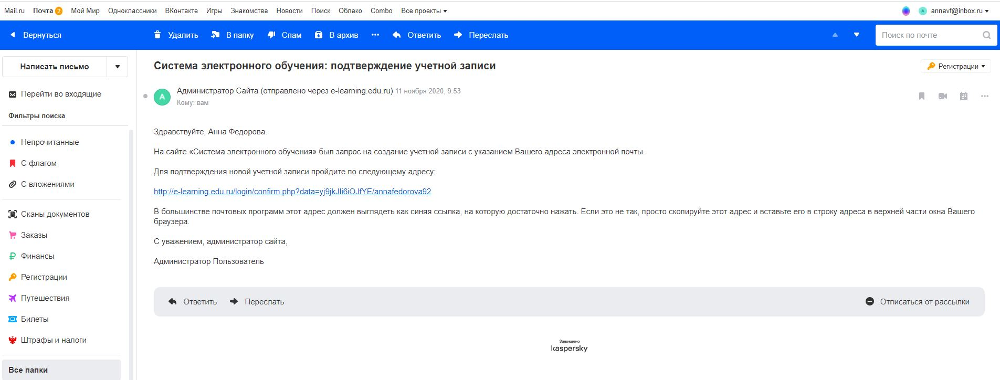 Mail.ru Почта 2 Мой Мир Одноклассники ВКонтакте Игры Знакомства Новости Поиск Облако Combo Все проекты annavf@inbox.ru
Вернуться Удалить В папку Спам В архив Ответить Переслать Поиск по почте
Написать письмо
Перейти во входящие
Фильтры поиска
Непрочитанные
С флагом
С вложениями
Сканы документов
Заказы
Финансы
Регистрации
Путешествия
Билеты
Штрафы и налоги
Все папки
Система электронного обучения: подтверждение учетной записи
Регистрации
А
Администратор Сайта (отправлено через e-learning.edu.ru) 11 ноября 2020, 9:53
Кому: вам
Здравствуйте, Анна Федорова.
На сайте «Система электронного обучения» был запрос на создание учетной записи с указанием Вашего адреса электронной почты.
Для подтверждения новой учетной записи пройдите по следующему адресу:
http://e-learning.edu.ru/login/confirm.php?data=yj9jkJIi6iOJfYE/annafedorova92
В большинстве почтовых программ этот адрес должен выглядеть как синяя ссылка, на которую достаточно нажать. Если это не так, просто скопируйте этот адрес и вставьте его в строку адреса в верхней части окна Вашего
браузера.
С уважением, администратор сайта,
Администратор Пользователь
Ответить Переслать Отписаться от рассылки
Защищено
kaspersky